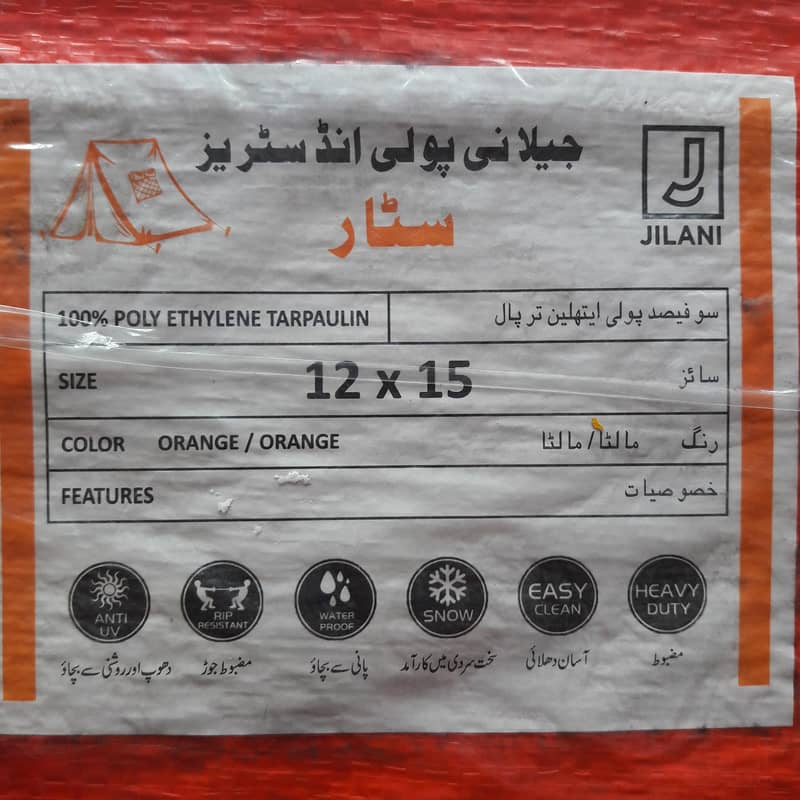 جیلانی پولی انڈسٹریز
سٹار
JILANI
100% POLY ETHYLENE TARPAULIN سو فیصد پولی ایتھلین ترپال
SIZE 12 x 15 سائز
COLOR ORANGE / ORANGE مالٹا/مالٹا رنگ
FEATURES خصوصیات
ANTI UV
RIP RESISTANT
WATER PROOF
SNOW
EASY CLEAN
HEAVY DUTY
دھوپ اور روشنی سے بچاؤ
مضبوط جوڑ
پانی سے بچاؤ
سخت سردی میں کارآمد
آسان دھلائی
مضبوط